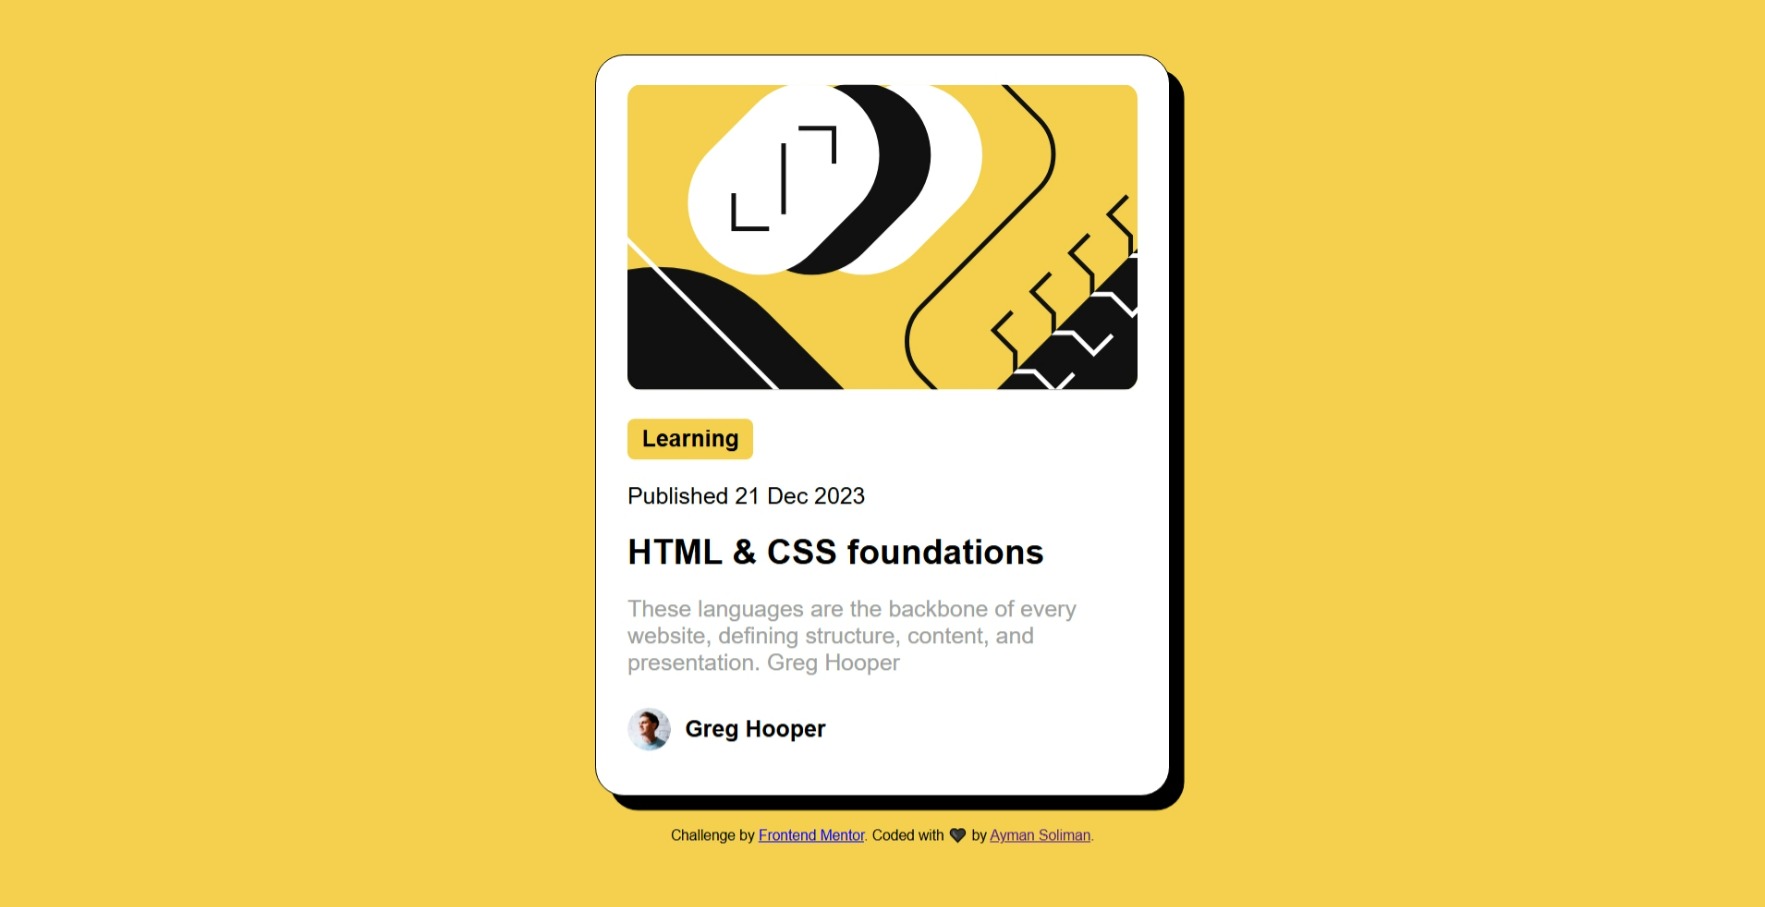 Learning
Published 21 Dec 2023
HTML & CSS foundations
These languages are the backbone of every
website, defining structure, content, and
presentation. Greg Hooper
Greg Hooper
Challenge by Frontend Mentor. Coded with 🖤 by Ayman Soliman.